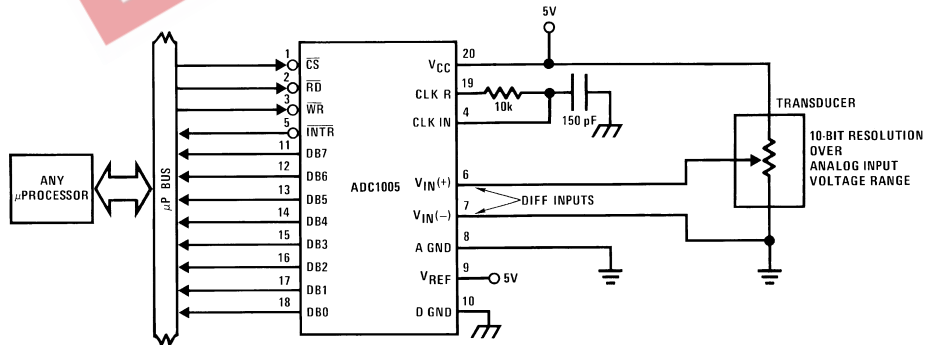 5V
1 CS
2 RD
3 WR
5 INTR
11 DB7
12 DB6
13 DB5
14 DB4
15 DB3
16 DB2
17 DB1
18 DB0
ANY
μPROCESSOR
μP BUS
ADC1005
VCC 20
CLK R 19
10k
CLK IN 4
150 pF
VIN(+) 6
DIFF INPUTS
VIN(−) 7
A GND 8
VREF 9
5V
D GND 10
TRANSDUCER
10-BIT RESOLUTION
OVER
ANALOG INPUT
VOLTAGE RANGE